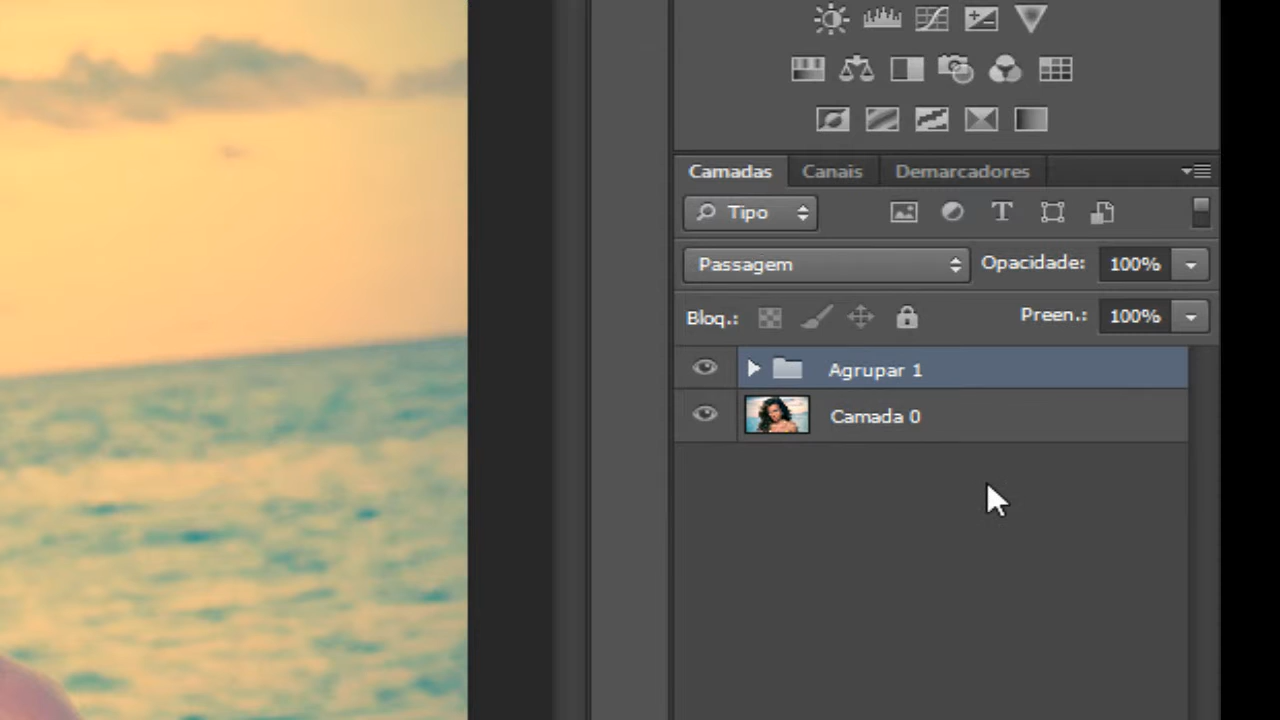 Camadas Canais Demarcadores
Tipo
Passagem Opacidade: 100%
Bloq.: Preen.: 100%
Agrupar 1
Camada 0